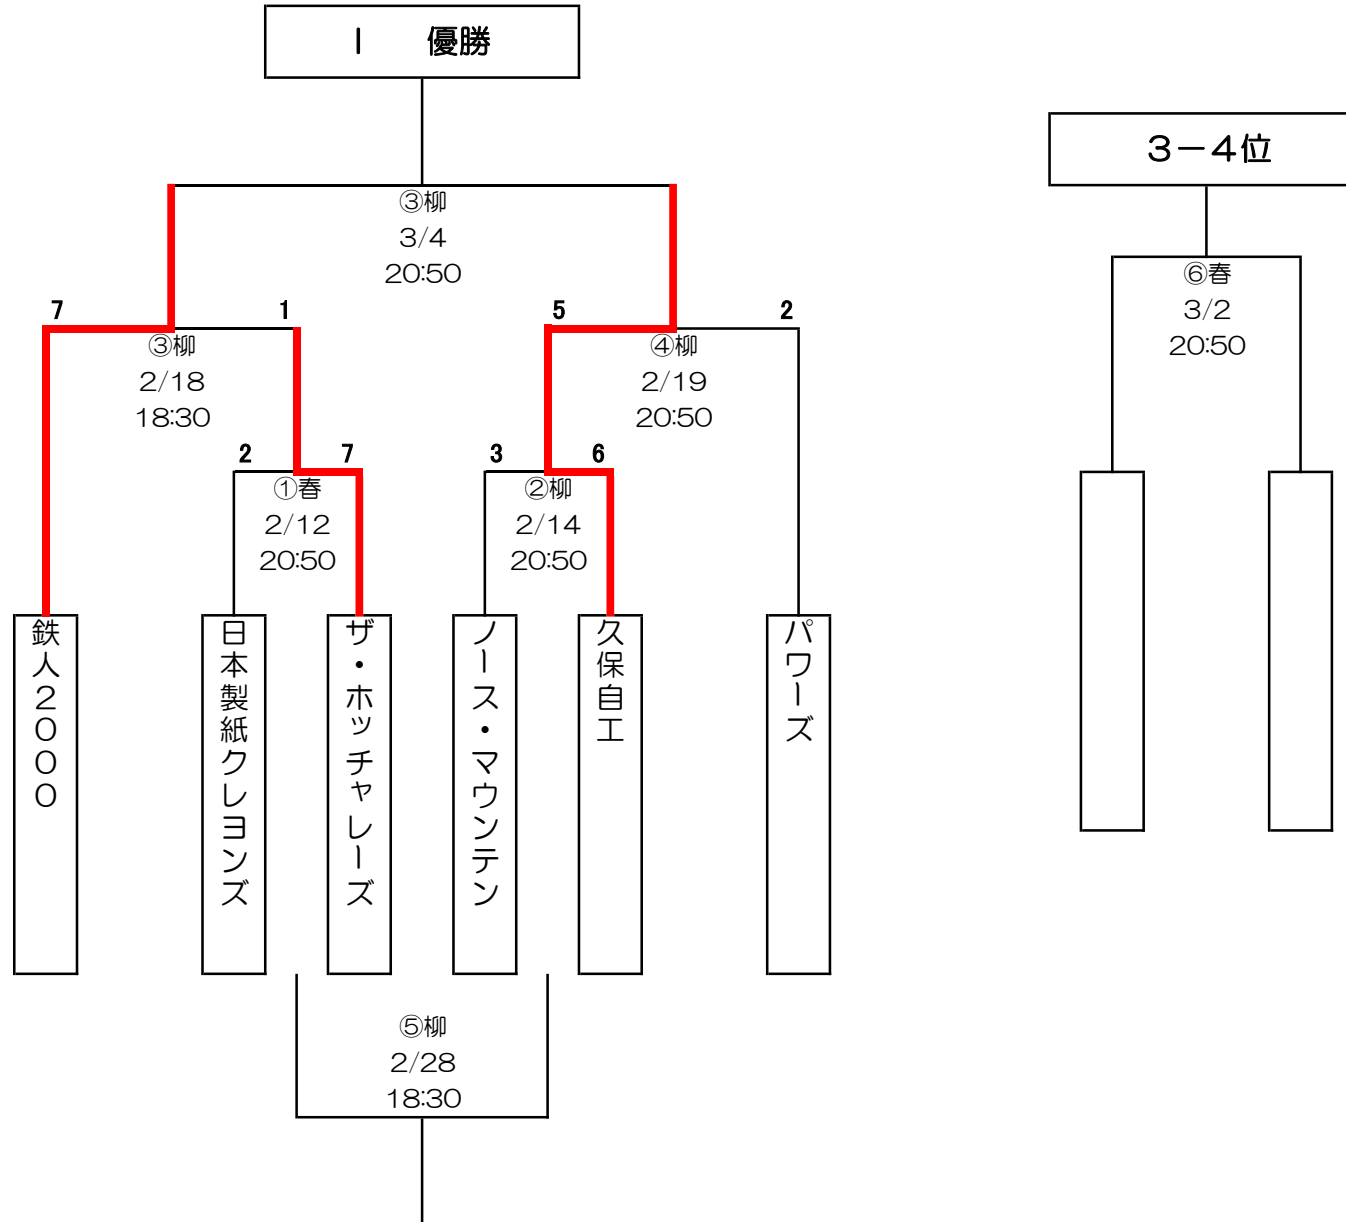 Ⅰ 優勝
3-4位
③柳
3/4
20:50
⑥春
3/2
20:50
7
1
5
2
③柳
2/18
18:30
④柳
2/19
20:50
2
7
3
6
①春
2/12
20:50
②柳
2/14
20:50
鉄人2000
日本製紙クレヨンズ
ザ・ホッチャレーズ
ノース・マウンテン
久保自工
パワーズ
⑤柳
2/28
18:30